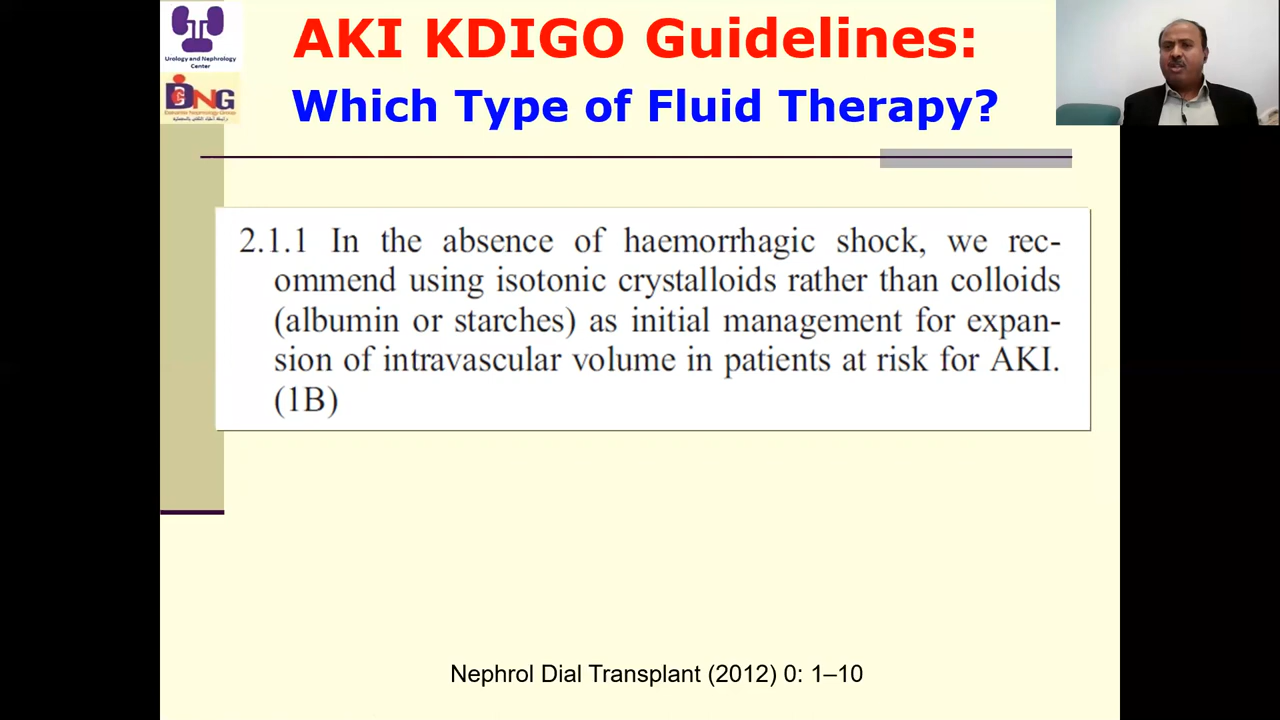 AKI KDIGO Guidelines:
Which Type of Fluid Therapy?
Urology and Nephrology
Center
2.1.1 In the absence of haemorrhagic shock, we rec-
ommend using isotonic crystalloids rather than colloids
(albumin or starches) as initial management for expan-
sion of intravascular volume in patients at risk for AKI.
(1B)
Nephrol Dial Transplant (2012) 0: 1–10